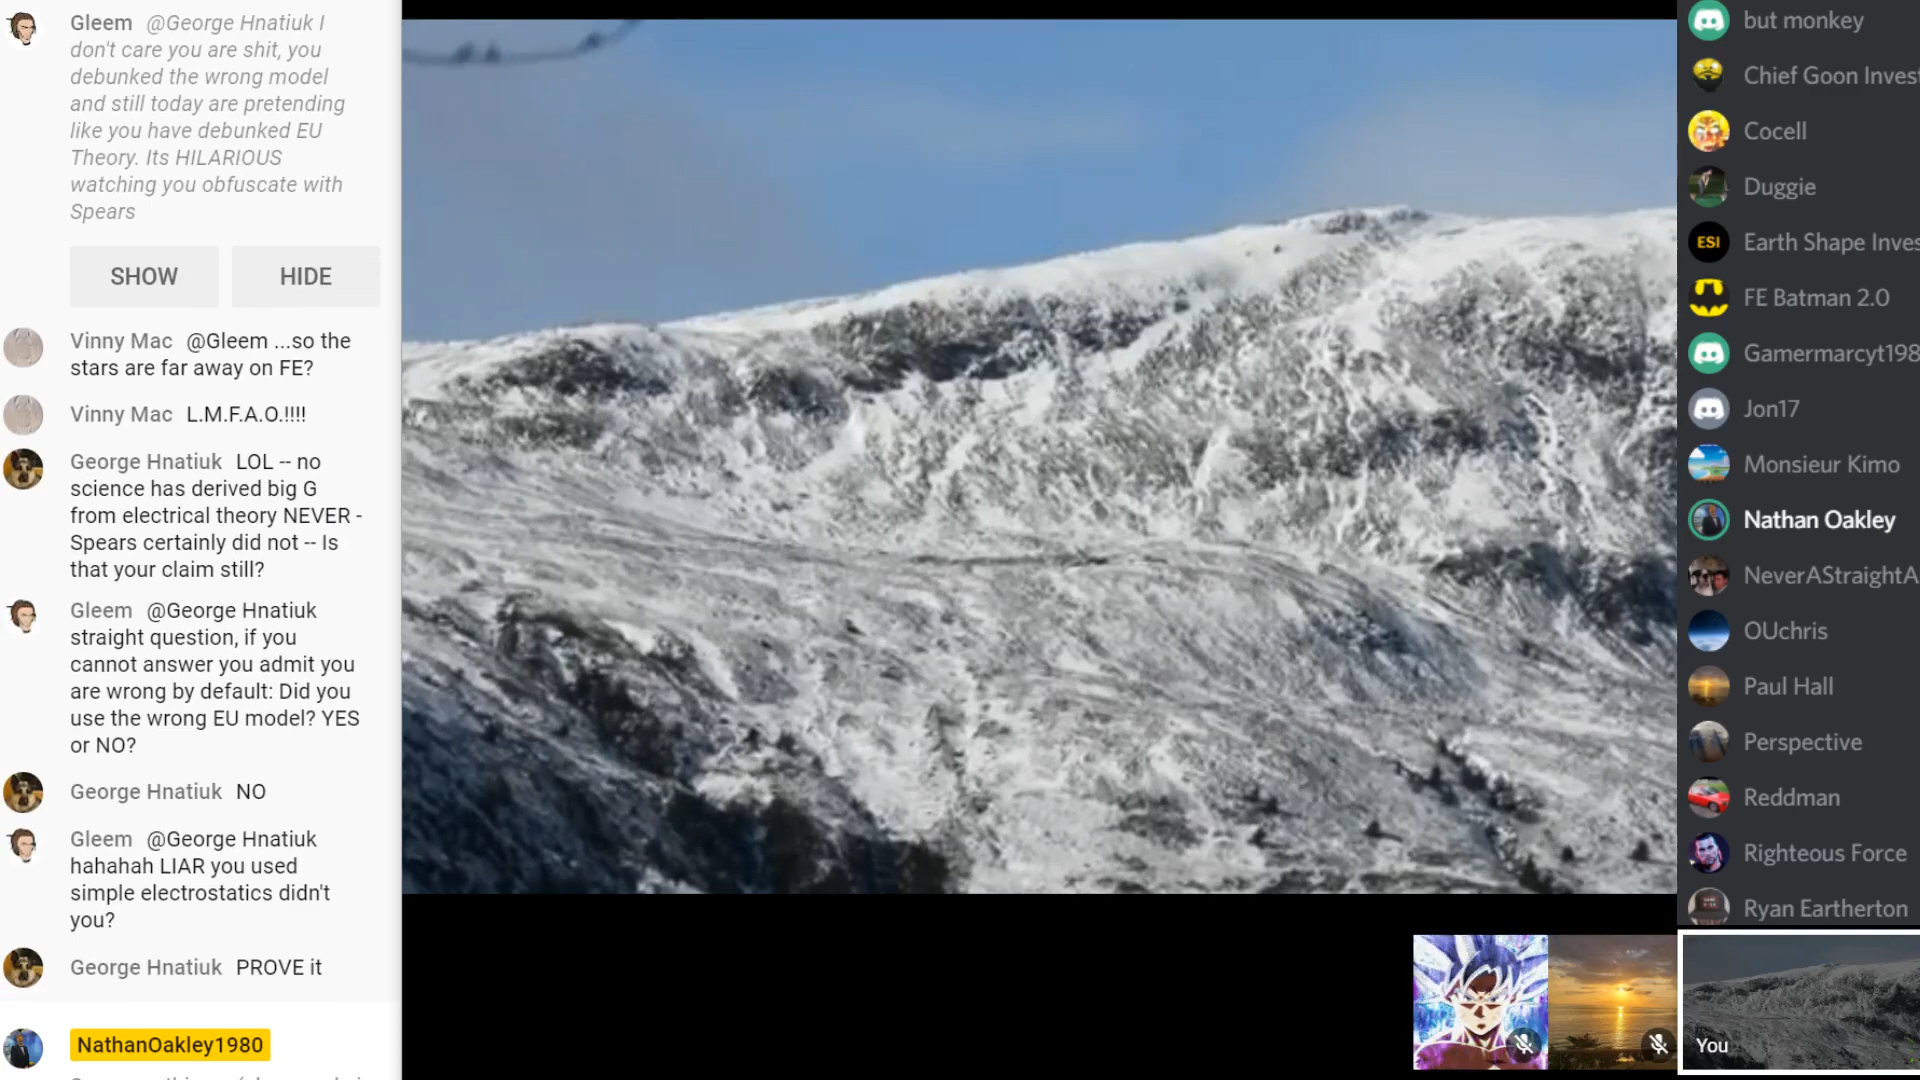 Gleem @George Hnatiuk I
don't care you are shit, you
debunked the wrong model
and still today are pretending
like you have debunked EU
Theory. Its HILARIOUS
watching you obfuscate with
Spears
SHOW HIDE
Vinny Mac @Gleem ...so the
stars are far away on FE?
Vinny Mac L.M.F.A.O.!!!!
George Hnatiuk LOL -- no
science has derived big G
from electrical theory NEVER -
Spears certainly did not -- Is
that your claim still?
Gleem @George Hnatiuk
straight question, if you
cannot answer you admit you
are wrong by default: Did you
use the wrong EU model? YES
or NO?
George Hnatiuk NO
Gleem @George Hnatiuk
hahahah LIAR you used
simple electrostatics didn't
you?
George Hnatiuk PROVE it
NathanOakley1980
but monkey
Chief Goon Inves
Cocell
Duggie
ESI
Earth Shape Inves
FE Batman 2.0
Gamermarcyt198
Jon17
Monsieur Kimo
Nathan Oakley
NeverAStraightA
OUchris
Paul Hall
Perspective
Reddman
Righteous Force
Ryan Eartherton
You